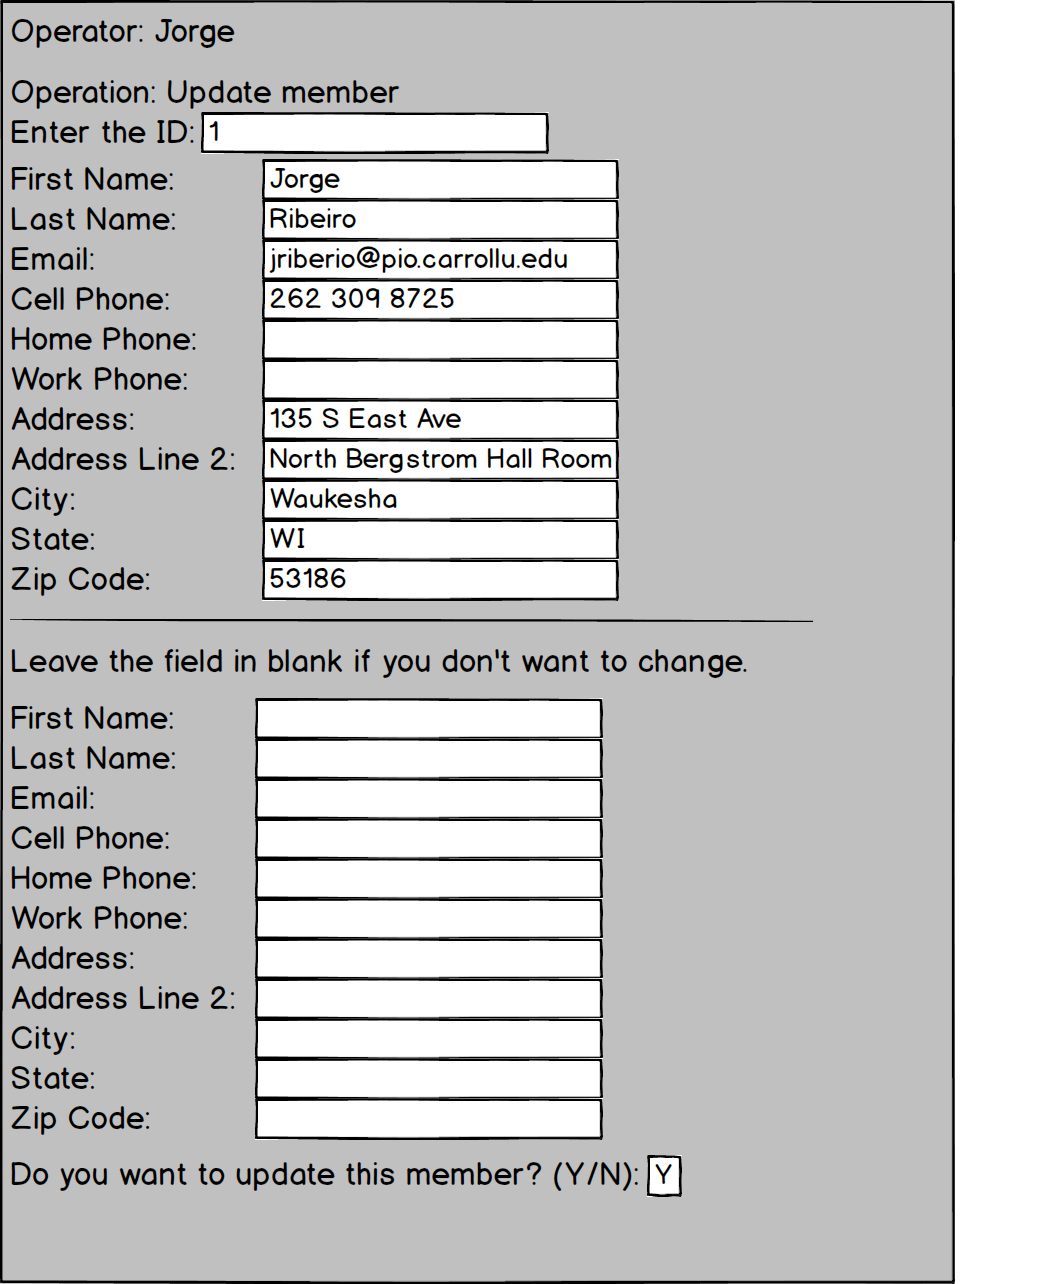 Operator: Jorge
Operation: Update member
Enter the ID: 1
First Name: Jorge
Last Name: Ribeiro
Email: jriberio@pio.carrollu.edu
Cell Phone: 262 309 8725
Home Phone:
Work Phone:
Address: 135 S East Ave
Address Line 2: North Bergstrom Hall Room
City: Waukesha
State: WI
Zip Code: 53186
Leave the field in blank if you don't want to change.
First Name:
Last Name:
Email:
Cell Phone:
Home Phone:
Work Phone:
Address:
Address Line 2:
City:
State:
Zip Code:
Do you want to update this member? (Y/N): Y